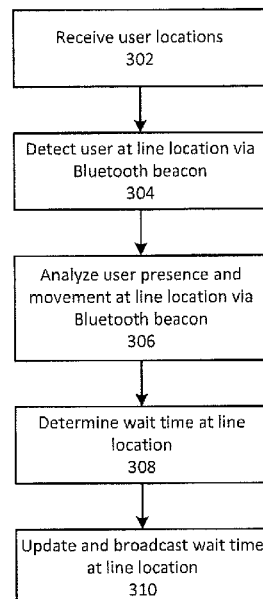 Receive user locations
302
Detect user at line location via
Bluetooth beacon
304
Analyze user presence and
movement at line location via
Bluetooth beacon
306
Determine wait time at line
location
308
Update and broadcast wait time
at line location
310